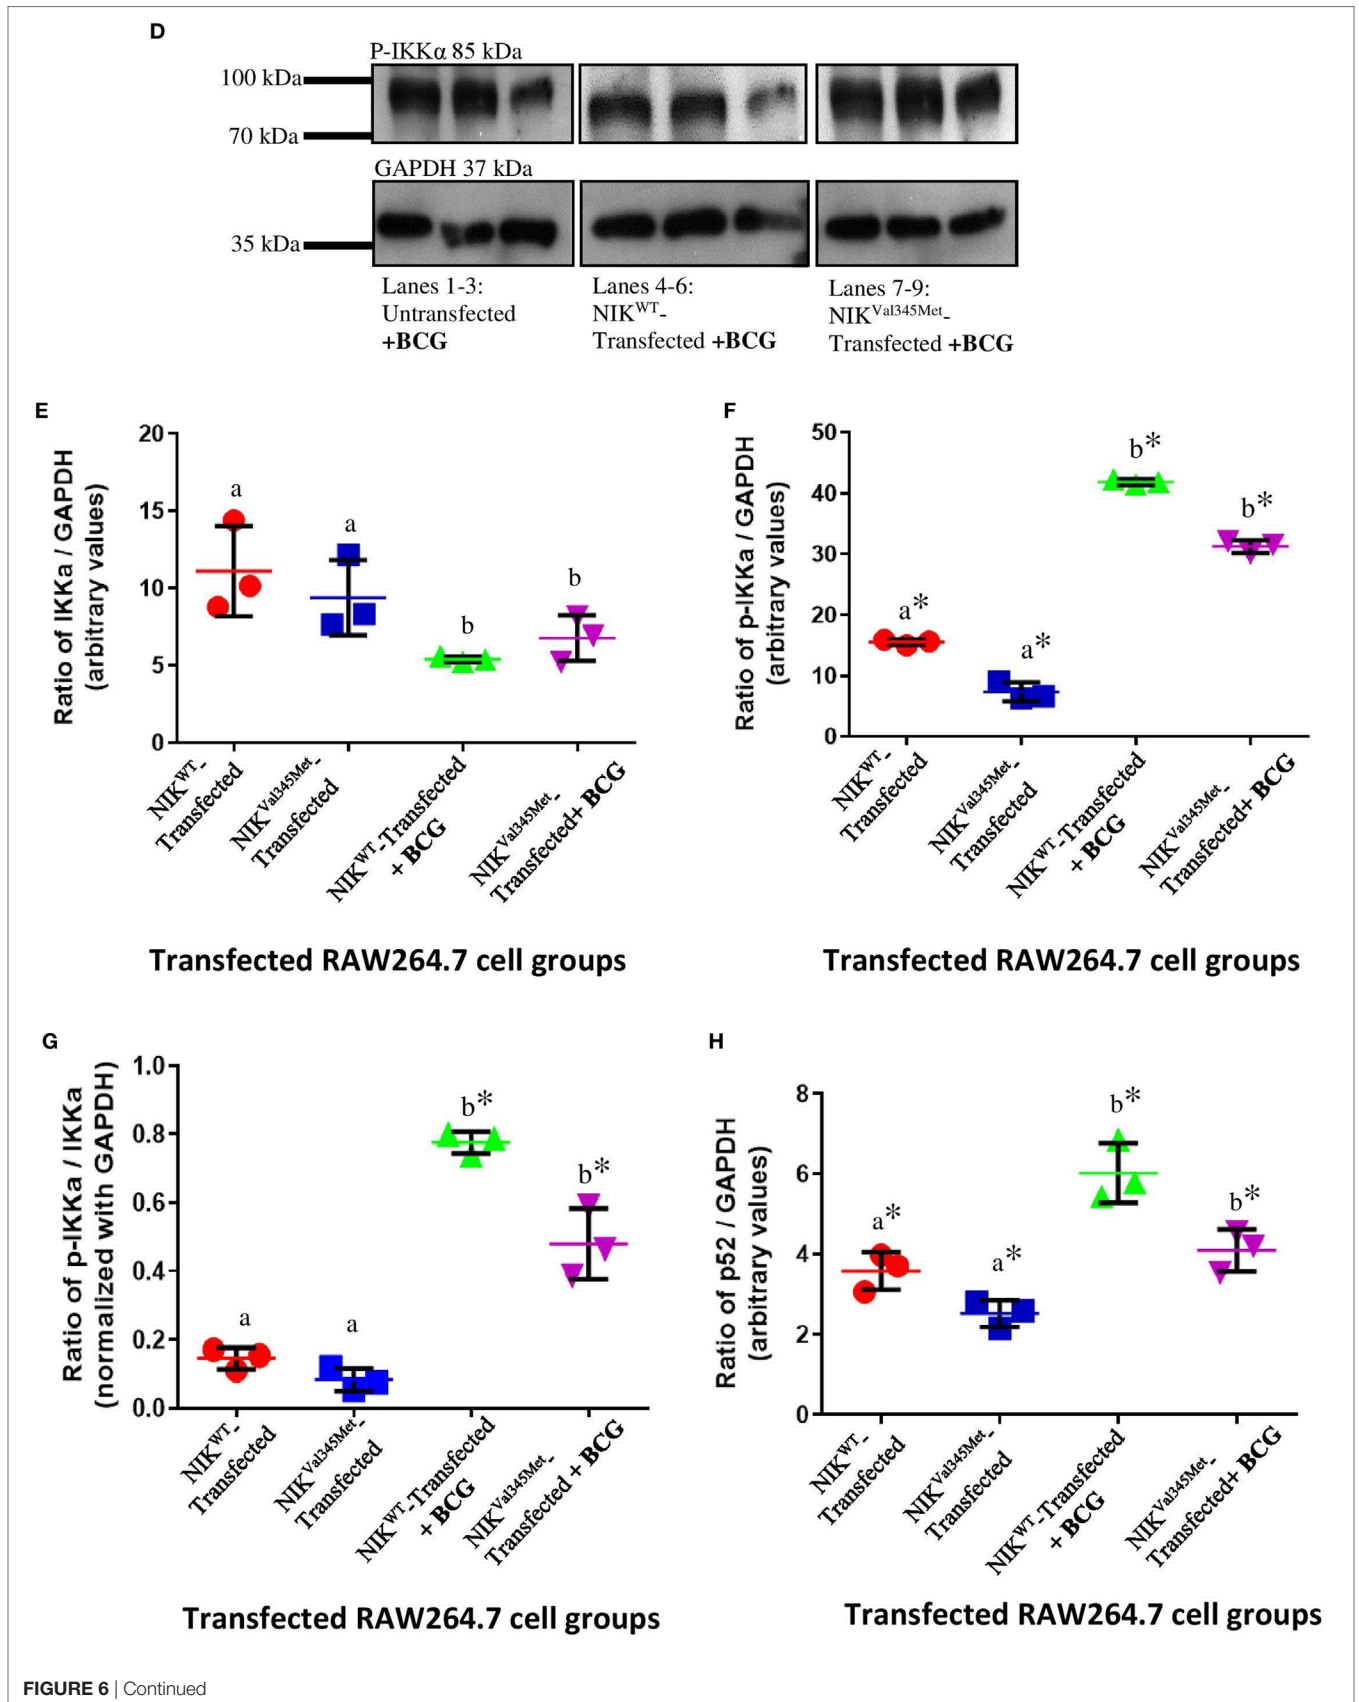 D
P-IKKα 85 kDa
100 kDa
70 kDa
GAPDH 37 kDa
35 kDa
Lanes 1-3:
Untransfected
+BCG
Lanes 4-6:
NIKWT-
Transfected +BCG
Lanes 7-9:
NIKVal345Met-
Transfected +BCG
E
Ratio of IKKa / GAPDH
(arbitrary values)
20
15
10
5
0
a
a
b
b
NIKWT-
Transfected
NIKVal345Met-
Transfected
NIKWT-Transfected
+ BCG
NIKVal345Met-
Transfected+ BCG
Transfected RAW264.7 cell groups
F
Ratio of p-IKKa / GAPDH
(arbitrary values)
50
40
30
20
10
0
a*
a*
b*
b*
NIKWT-
Transfected
NIKVal345Met-
Transfected
NIKWT-Transfected
+ BCG
NIKVal345Met-
Transfected+ BCG
Transfected RAW264.7 cell groups
G
Ratio of p-IKKa / IKKa
(normalized with GAPDH)
1.0
0.8
0.6
0.4
0.2
0.0
a
a
b*
b*
NIKWT-
Transfected
NIKVal345Met-
Transfected
NIKWT-Transfected
+ BCG
NIKVal345Met-
Transfected + BCG
Transfected RAW264.7 cell groups
H
Ratio of p52 / GAPDH
(arbitrary values)
8
6
4
2
0
a*
a*
b*
b*
NIKWT-
Transfected
NIKVal345Met-
Transfected
NIKWT-Transfected
+ BCG
NIKVal345Met-
Transfected+ BCG
Transfected RAW264.7 cell groups
FIGURE 6 | Continued